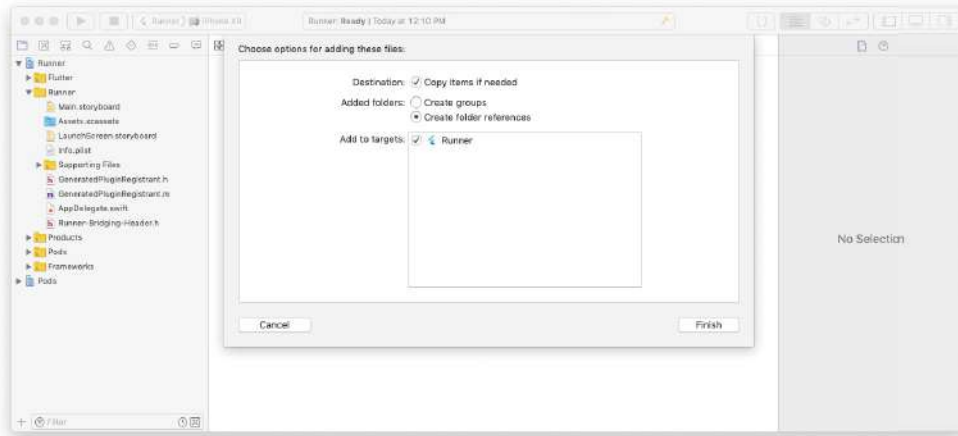 Runner
iPhone XR
Runner: Ready | Today at 12:10 PM
Choose options for adding these files:
Destination:
Copy items if needed
Added folders:
Create groups
Create folder references
Add to targets:
Runner
Cancel
Finish
Runner
Flutter
Runner
Main.storyboard
Assets.xcassets
LaunchScreen.storyboard
Info.plist
Supporting Files
GeneratedPluginRegistrant.h
GeneratedPluginRegistrant.m
AppDelegate.swift
Runner-Bridging-Header.h
Products
Pods
Frameworks
Pods
Filter
No Selection